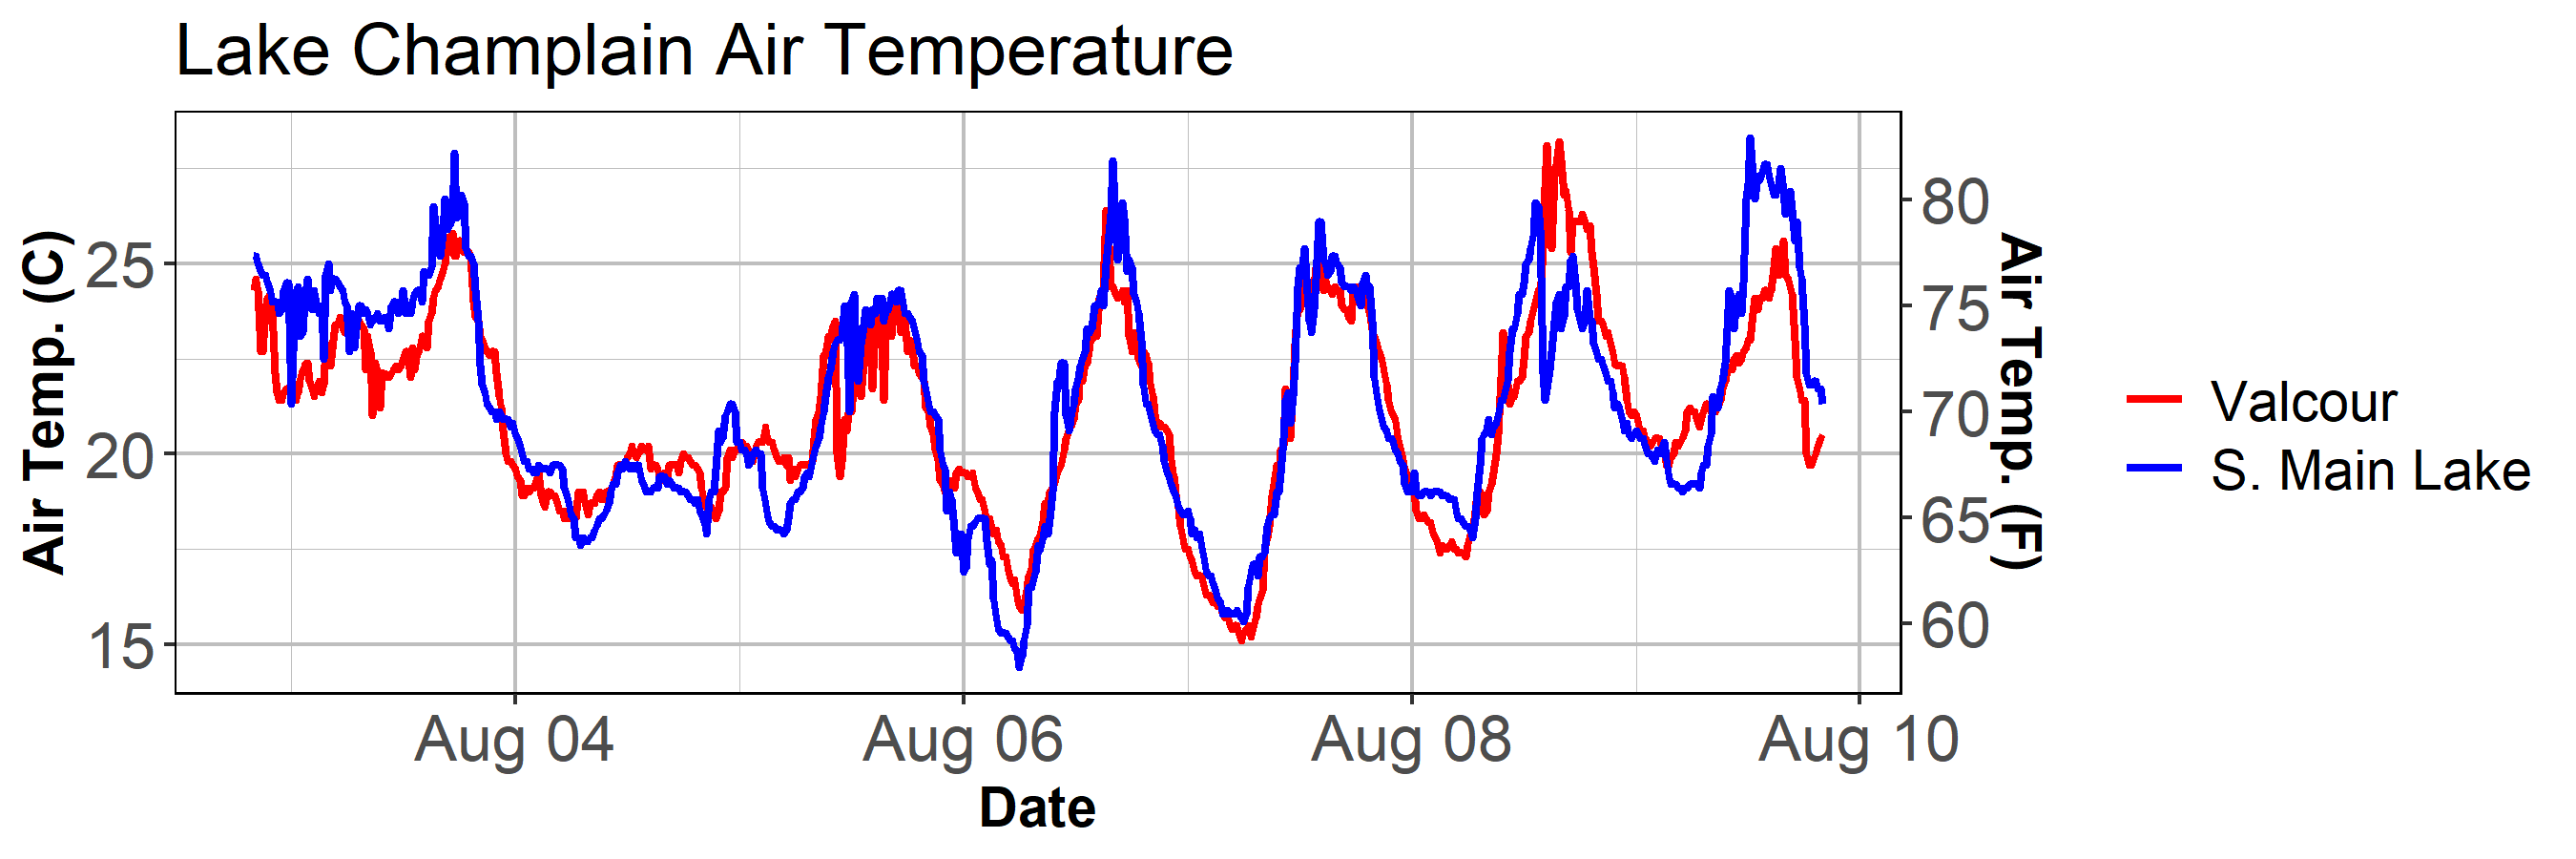 Lake Champlain Air Temperature
Air Temp. (C)
25
20
15
80
75
70
65
60
Air Temp. (F)
Aug 04
Aug 06
Aug 08
Aug 10
Date
Valcour
S. Main Lake